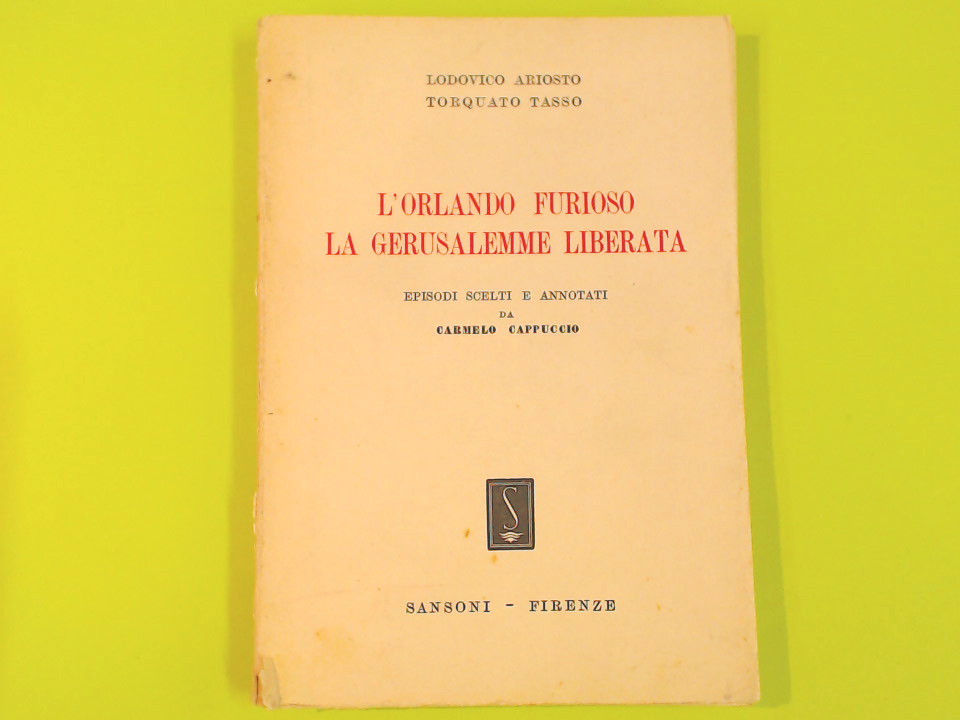 LODOVICO ARIOSTO
TORQUATO TASSO
L'ORLANDO FURIOSO
LA GERUSALEMME LIBERATA
EPISODI SCELTI E ANNOTATI
DA
CARMELO CAPPUCCIO
S
SANSONI - FIRENZE